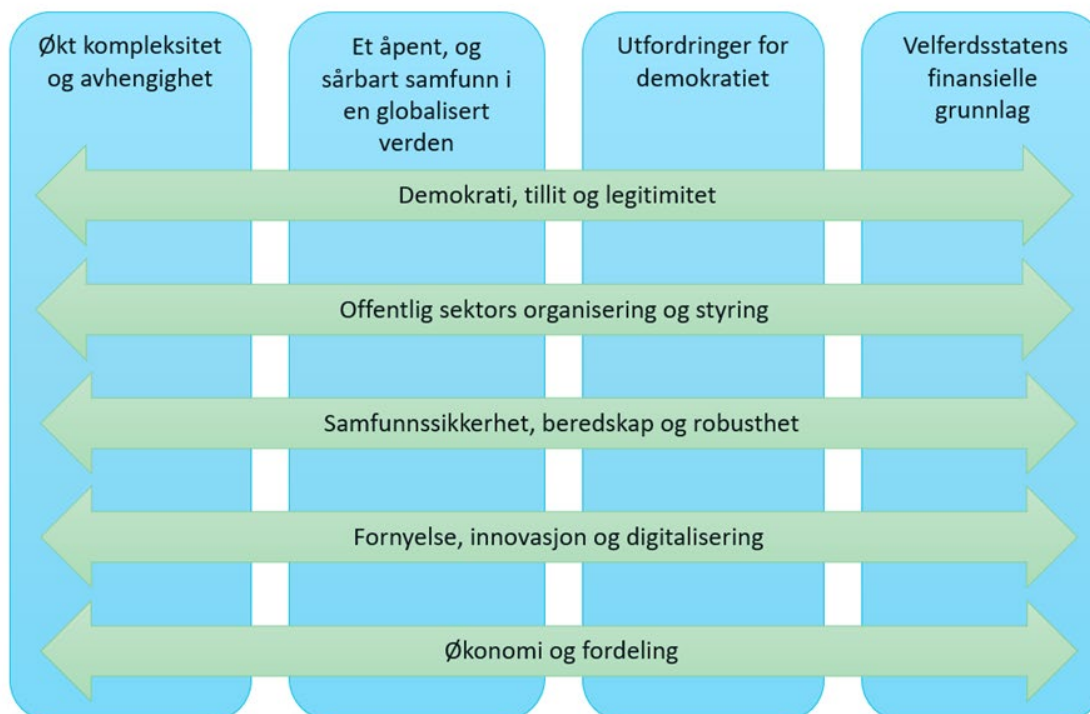 Økt kompleksitet
og avhengighet
Et åpent, og
sårbart samfunn i
en globalisert
verden
Utfordringer for
demokratiet
Velferdsstatens
finansielle
grunnlag
Demokrati, tillit og legitimitet
Offentlig sektors organisering og styring
Samfunnssikkerhet, beredskap og robusthet
Fornyelse, innovasjon og digitalisering
Økonomi og fordeling